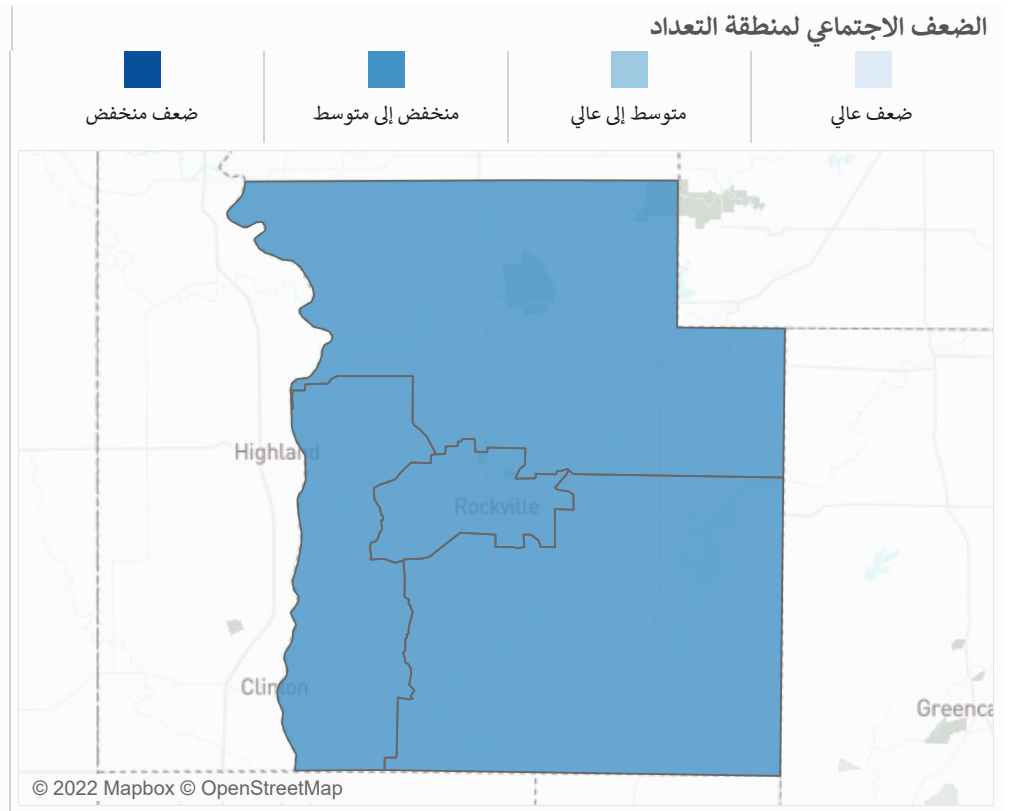 الضعف الاجتماعي لمنطقة التعداد
ضعف عالي
متوسط إلى عالي
منخفض إلى متوسط
ضعف منخفض
Highland
Rockville
Clinton
Greenca
© 2022 Mapbox © OpenStreetMap